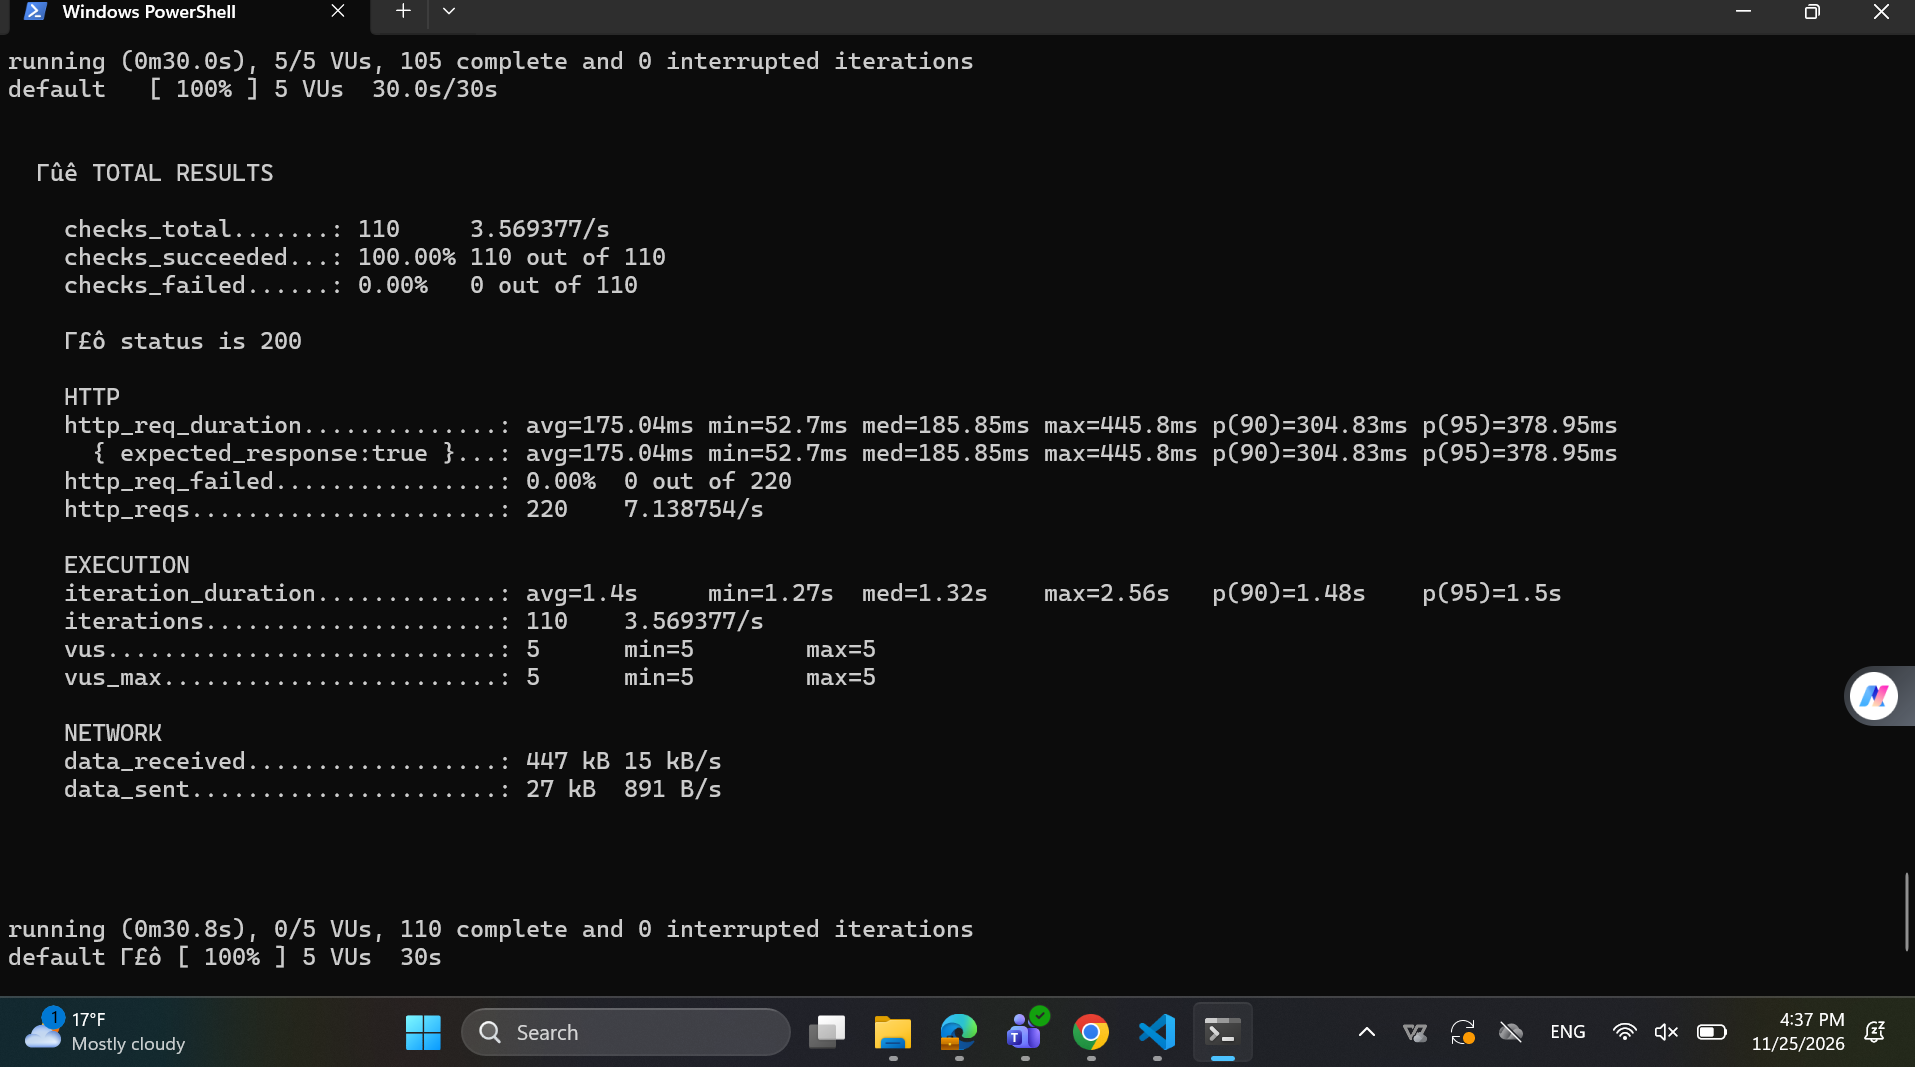 Windows PowerShell
running (0m30.0s), 5/5 VUs, 105 complete and 0 interrupted iterations
default   [ 100% ] 5 VUs  30.0s/30s
Γûê TOTAL RESULTS
checks_total.......: 110     3.569377/s
checks_succeeded...: 100.00% 110 out of 110
checks_failed......: 0.00%   0 out of 110
Γ£ô status is 200
HTTP
http_req_duration..............: avg=175.04ms min=52.7ms med=185.85ms max=445.8ms p(90)=304.83ms p(95)=378.95ms
{ expected_response:true }...: avg=175.04ms min=52.7ms med=185.85ms max=445.8ms p(90)=304.83ms p(95)=378.95ms
http_req_failed................: 0.00%  0 out of 220
http_reqs......................: 220    7.138754/s
EXECUTION
iteration_duration.............: avg=1.4s     min=1.27s  med=1.32s    max=2.56s   p(90)=1.48s    p(95)=1.5s
iterations.....................: 110    3.569377/s
vus............................: 5      min=5        max=5
vus_max........................: 5      min=5        max=5
NETWORK
data_received..................: 447 kB 15 kB/s
data_sent......................: 27 kB  891 B/s
running (0m30.8s), 0/5 VUs, 110 complete and 0 interrupted iterations
default Γ£ô [ 100% ] 5 VUs  30s
1
17°F
Mostly cloudy
Search
T
ENG
4:37 PM
11/25/2026